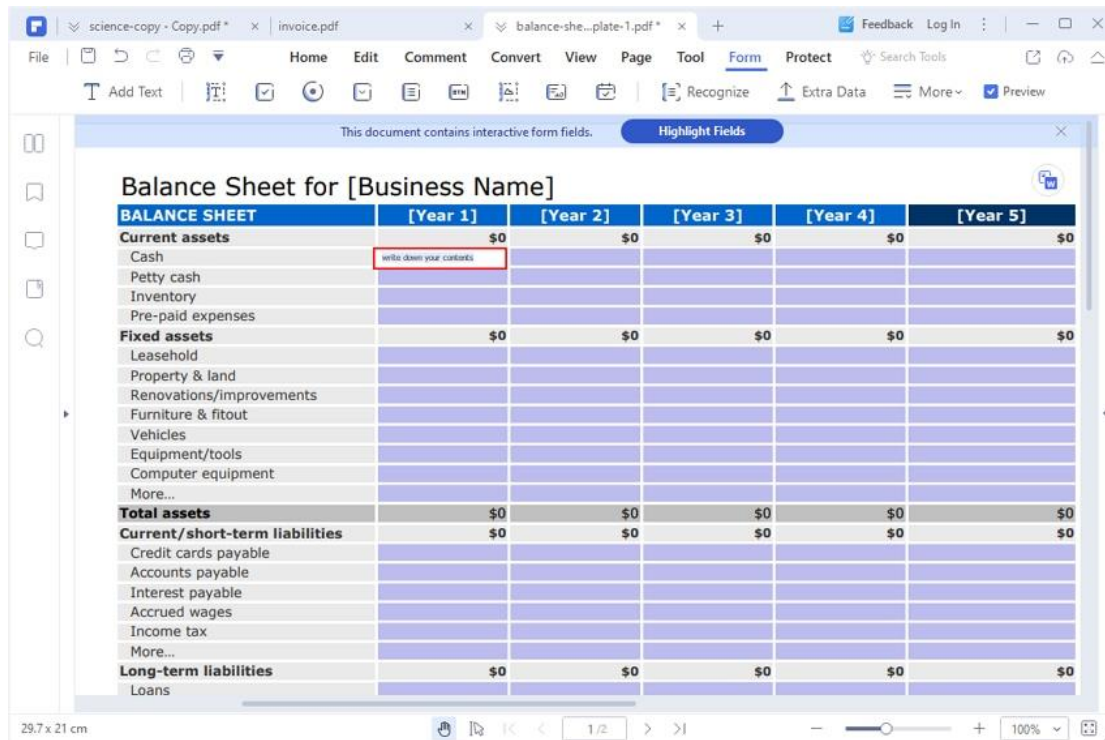 science-copy - Copy.pdf * × invoice.pdf × balance-she...plate-1.pdf * × + Feedback Log In
File Home Edit Comment Convert View Page Tool Form Protect Search Tools
Add Text BTN Recognize Extra Data More Preview
This document contains interactive form fields. Highlight Fields
Balance Sheet for [Business Name]
BALANCE SHEET [Year 1] [Year 2] [Year 3] [Year 4] [Year 5]
Current assets $0 $0 $0 $0 $0
Cash write down your contents
Petty cash
Inventory
Pre-paid expenses
Fixed assets $0 $0 $0 $0 $0
Leasehold
Property & land
Renovations/improvements
Furniture & fitout
Vehicles
Equipment/tools
Computer equipment
More...
Total assets $0 $0 $0 $0 $0
Current/short-term liabilities $0 $0 $0 $0 $0
Credit cards payable
Accounts payable
Interest payable
Accrued wages
Income tax
More...
Long-term liabilities $0 $0 $0 $0 $0
Loans
29.7 x 21 cm 1/2 100%